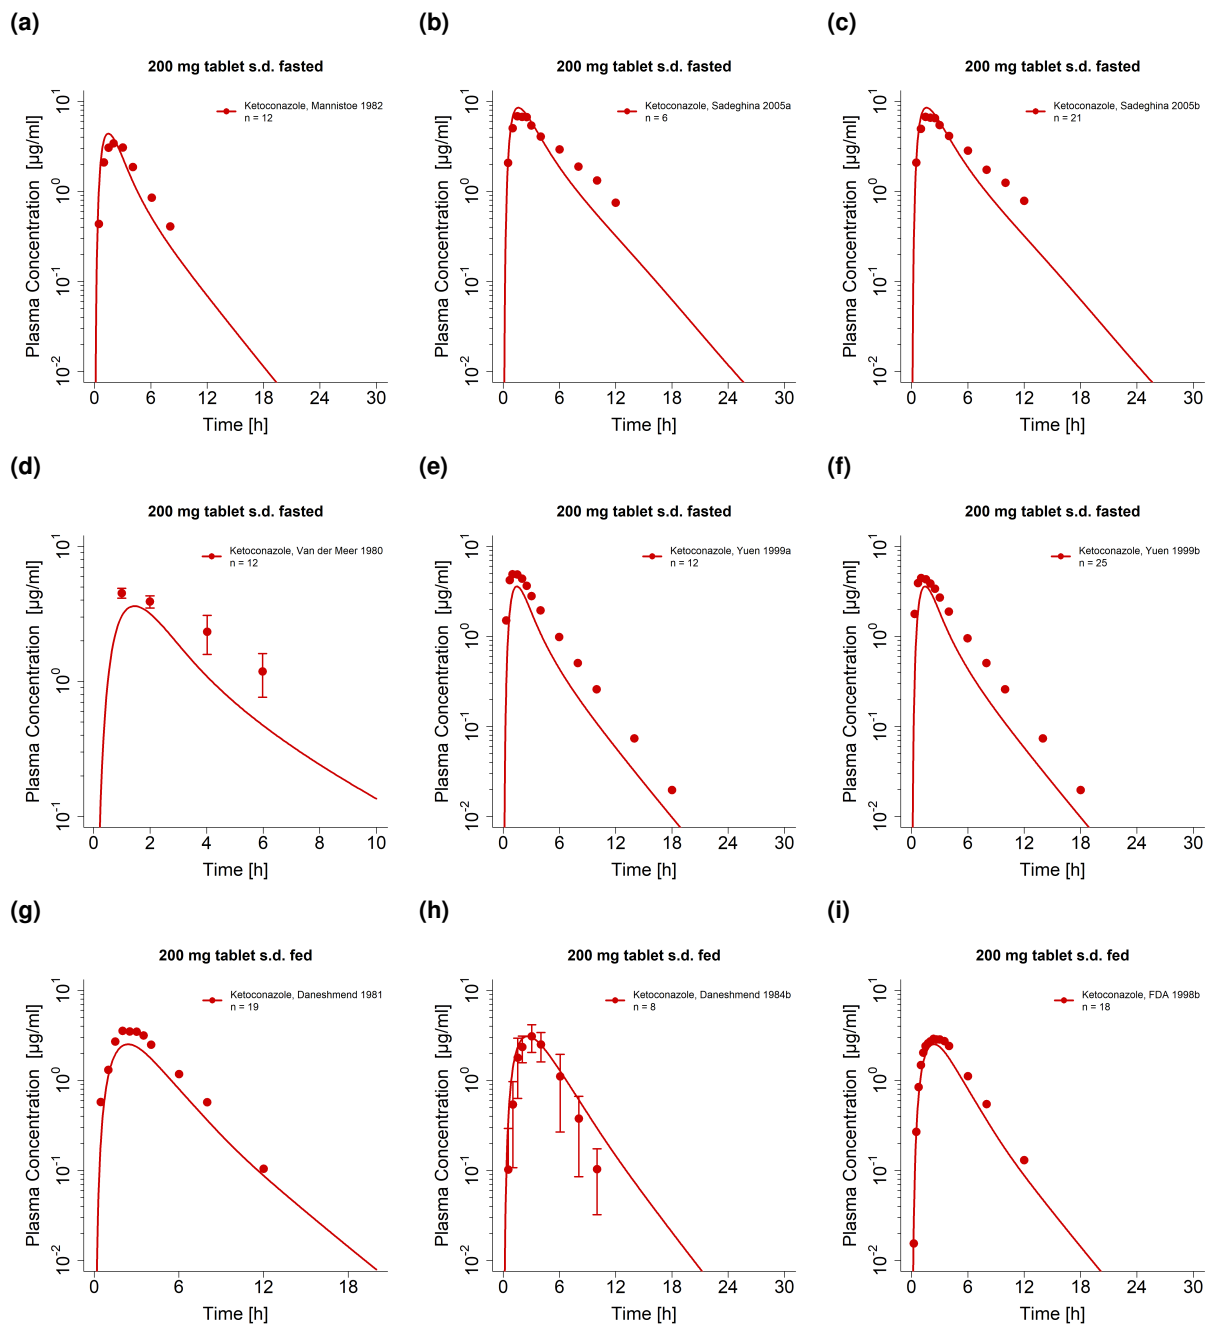 (a)
200 mg tablet s.d. fasted
Ketoconazole, Mannistoe 1982
n = 12
Plasma Concentration [µg/ml]
10^1
10^0
10^-1
10^-2
0 6 12 18 24 30
Time [h]
(b)
200 mg tablet s.d. fasted
Ketoconazole, Sadeghina 2005a
n = 6
Plasma Concentration [µg/ml]
10^1
10^0
10^-1
10^-2
0 6 12 18 24 30
Time [h]
(c)
200 mg tablet s.d. fasted
Ketoconazole, Sadeghina 2005b
n = 21
Plasma Concentration [µg/ml]
10^1
10^0
10^-1
10^-2
0 6 12 18 24 30
Time [h]
(d)
200 mg tablet s.d. fasted
Ketoconazole, Van der Meer 1980
n = 12
Plasma Concentration [µg/ml]
10^1
10^0
10^-1
0 2 4 6 8 10
Time [h]
(e)
200 mg tablet s.d. fasted
Ketoconazole, Yuen 1999a
n = 12
Plasma Concentration [µg/ml]
10^1
10^0
10^-1
10^-2
0 6 12 18 24 30
Time [h]
(f)
200 mg tablet s.d. fasted
Ketoconazole, Yuen 1999b
n = 25
Plasma Concentration [µg/ml]
10^1
10^0
10^-1
10^-2
0 6 12 18 24 30
Time [h]
(g)
200 mg tablet s.d. fed
Ketoconazole, Daneshmend 1981
n = 19
Plasma Concentration [µg/ml]
10^1
10^0
10^-1
10^-2
0 6 12 18
Time [h]
(h)
200 mg tablet s.d. fed
Ketoconazole, Daneshmend 1984b
n = 8
Plasma Concentration [µg/ml]
10^1
10^0
10^-1
10^-2
0 6 12 18 24 30
Time [h]
(i)
200 mg tablet s.d. fed
Ketoconazole, FDA 1998b
n = 18
Plasma Concentration [µg/ml]
10^1
10^0
10^-1
10^-2
0 6 12 18 24 30
Time [h]